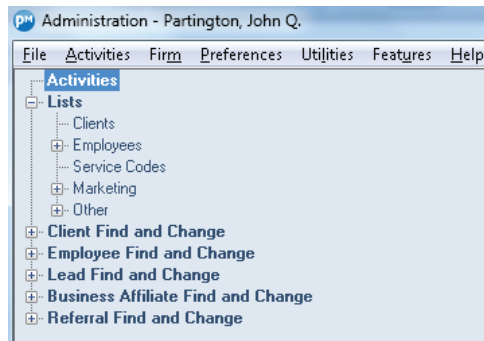 PM Administration - Partington, John Q.
File Activities Firm Preferences Utilities Features Help
Activities
Lists
Clients
Employees
Service Codes
Marketing
Other
Client Find and Change
Employee Find and Change
Lead Find and Change
Business Affiliate Find and Change
Referral Find and Change